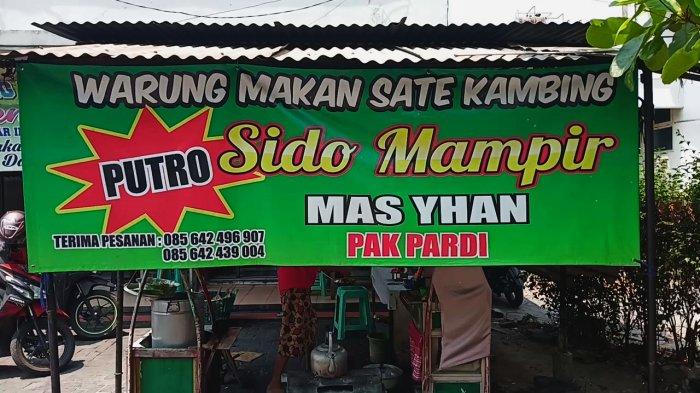 WARUNG MAKAN SATE KAMBING
PUTRO Sido Mampir
MAS YHAN
PAK PARDI
TERIMA PESANAN : 085 642 496 907
085 642 439 004